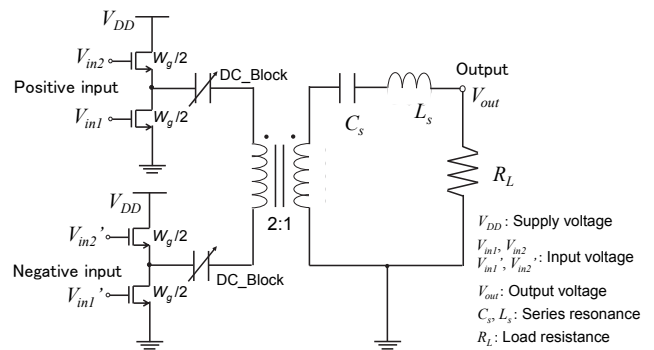 V_DD
V_in2
W_g/2
DC_Block
Positive input
V_in1
W_g/2
Output
V_out
C_s
L_s
R_L
2:1
V_DD
V_in2'
W_g/2
Negative input
DC_Block
V_in1'
W_g/2
V_DD: Supply voltage
V_in1, V_in2
V_in1', V_in2': Input voltage
V_out: Output voltage
C_s, L_s: Series resonance
R_L: Load resistance